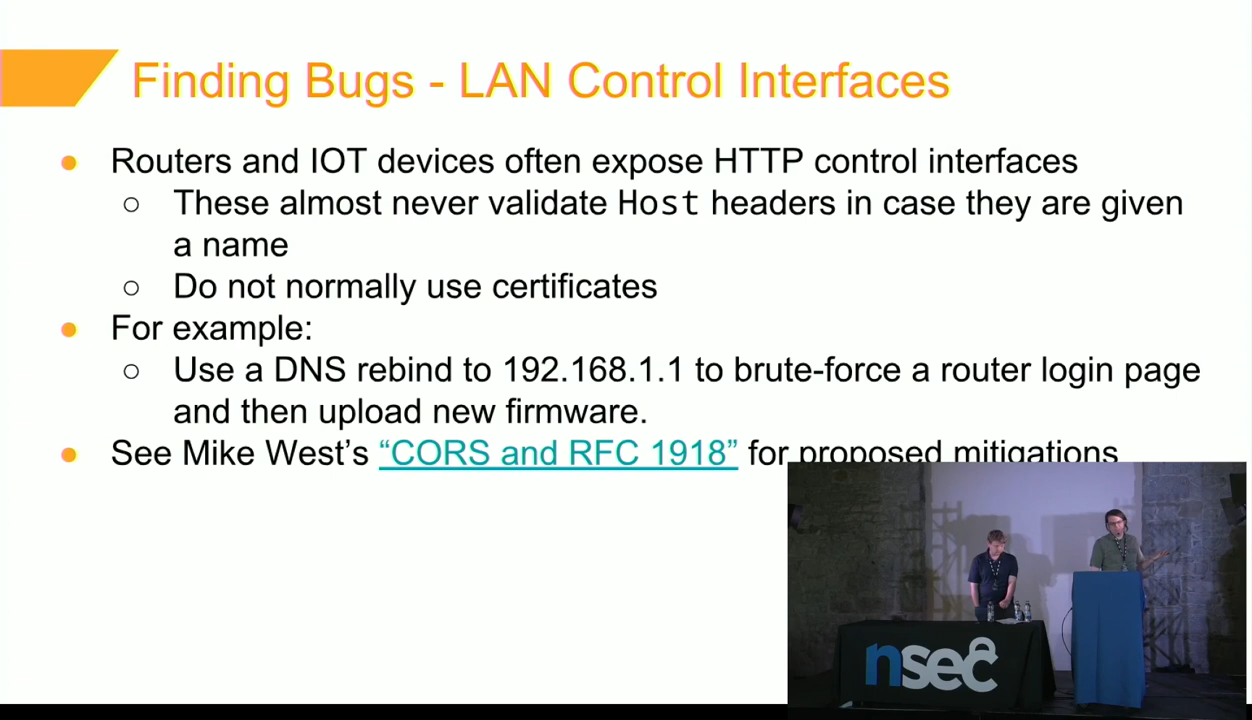 Finding Bugs - LAN Control Interfaces
● Routers and IOT devices often expose HTTP control interfaces
○ These almost never validate Host headers in case they are given
a name
○ Do not normally use certificates
● For example:
○ Use a DNS rebind to 192.168.1.1 to brute-force a router login page
and then upload new firmware.
● See Mike West's “CORS and RFC 1918” for proposed mitigations
nsec